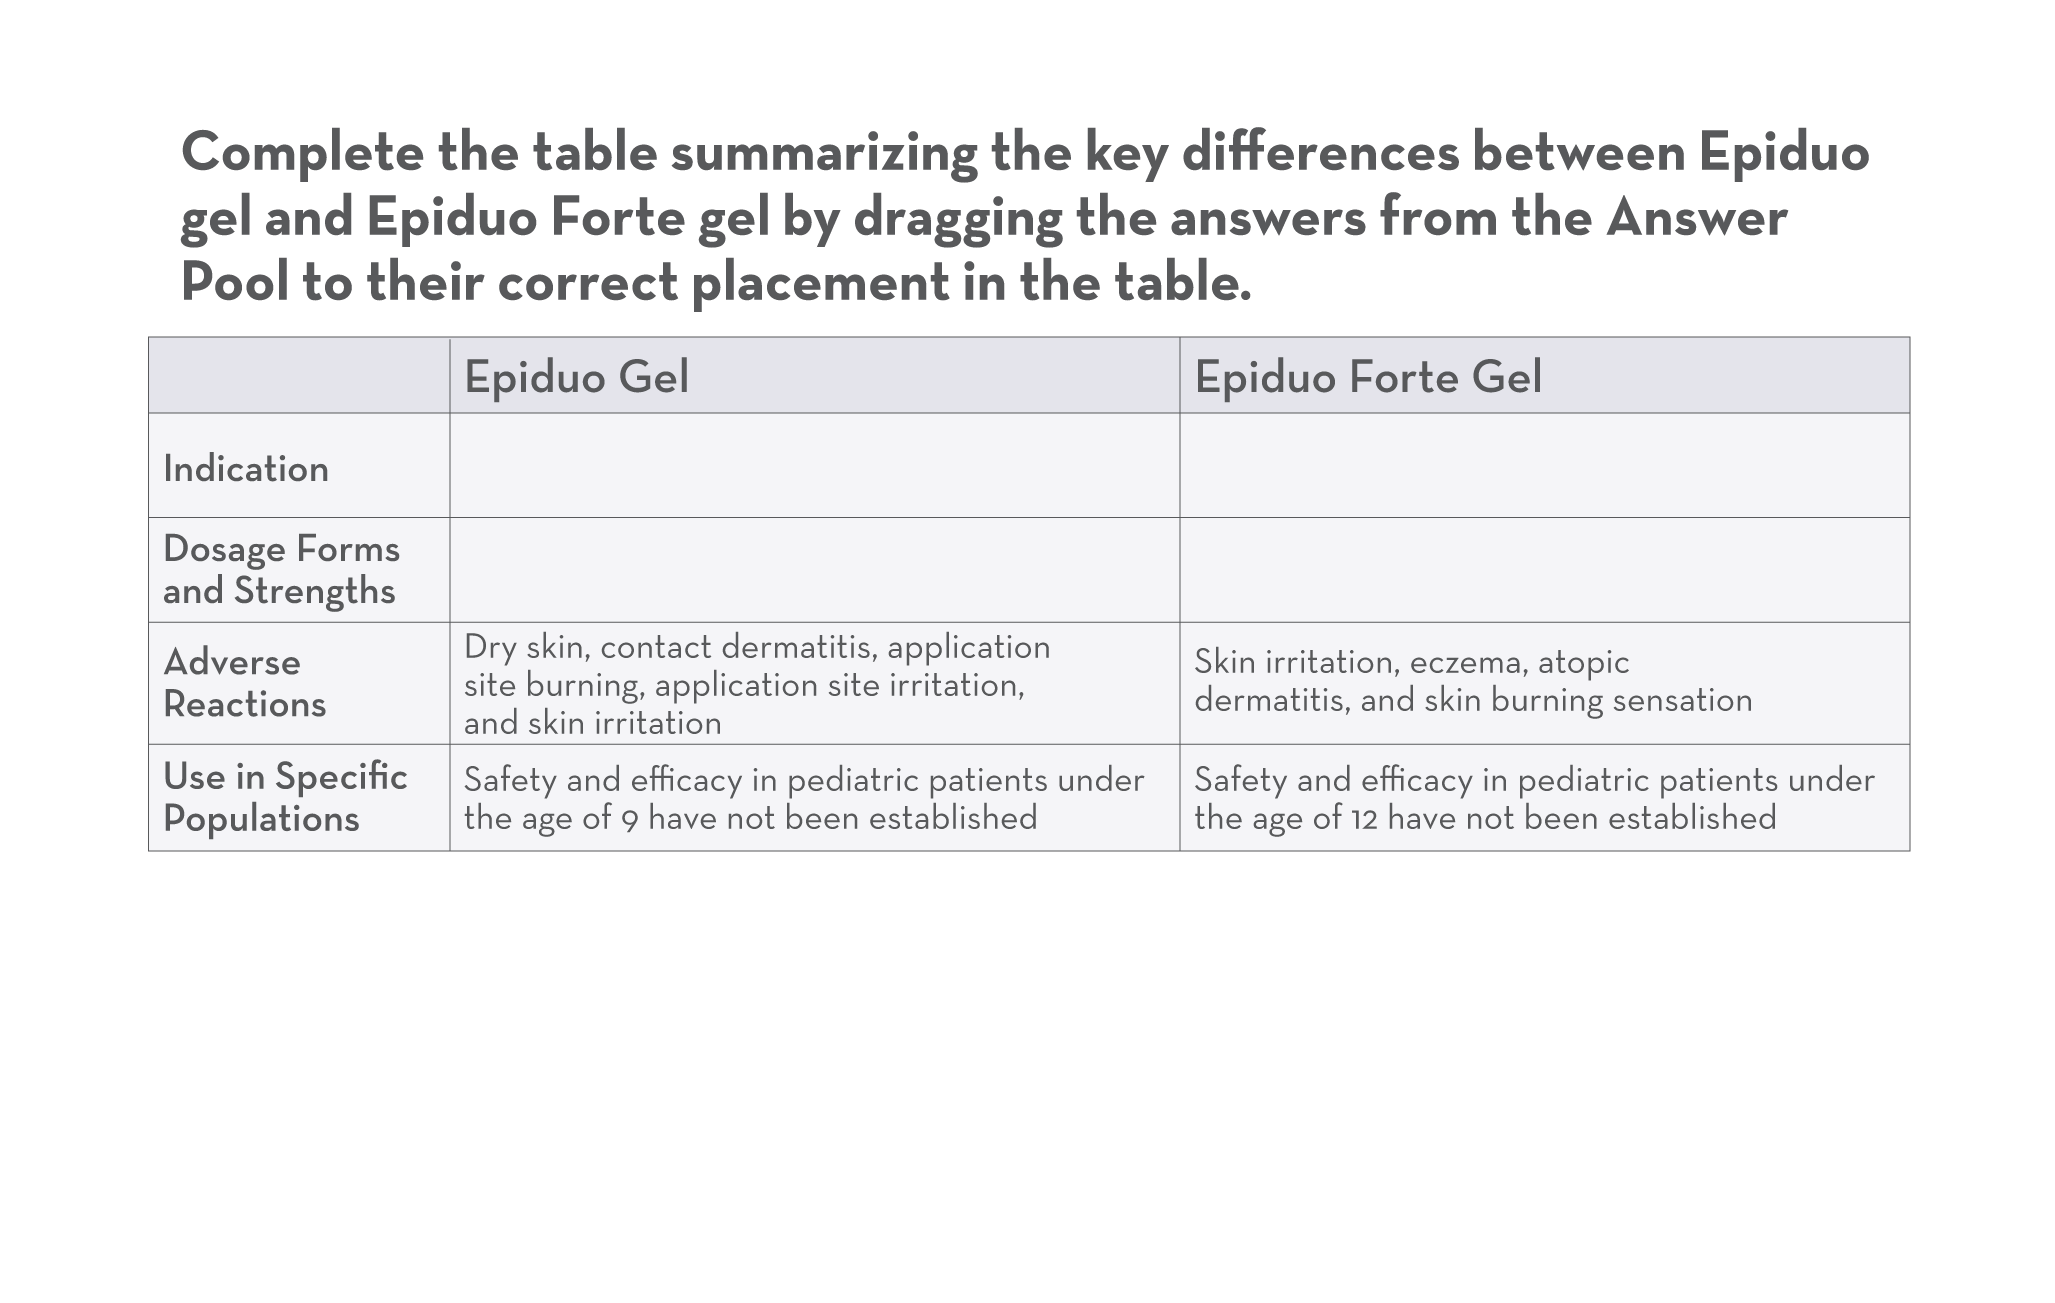 Complete the table summarizing the key differences between Epiduo
gel and Epiduo Forte gel by dragging the answers from the Answer
Pool to their correct placement in the table.
Epiduo Gel
Epiduo Forte Gel
Indication
Dosage Forms
and Strengths
Adverse
Reactions
Dry skin, contact dermatitis, application
site burning, application site irritation,
and skin irritation
Skin irritation, eczema, atopic
dermatitis, and skin burning sensation
Use in Specific
Populations
Safety and efficacy in pediatric patients under
the age of 9 have not been established
Safety and efficacy in pediatric patients under
the age of 12 have not been established